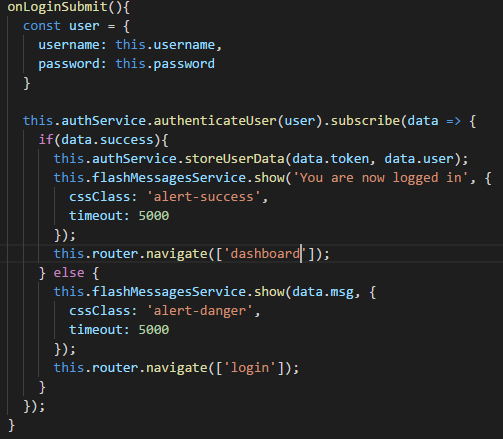 onLoginSubmit(){
const user = {
username: this.username,
password: this.password
}
this.authService.authenticateUser(user).subscribe(data => {
if(data.success){
this.authService.storeUserData(data.token, data.user);
this.flashMessagesService.show('You are now logged in', {
cssClass: 'alert-success',
timeout: 5000
});
this.router.navigate(['dashboard']);
} else {
this.flashMessagesService.show(data.msg, {
cssClass: 'alert-danger',
timeout: 5000
});
this.router.navigate(['login']);
}
});
}